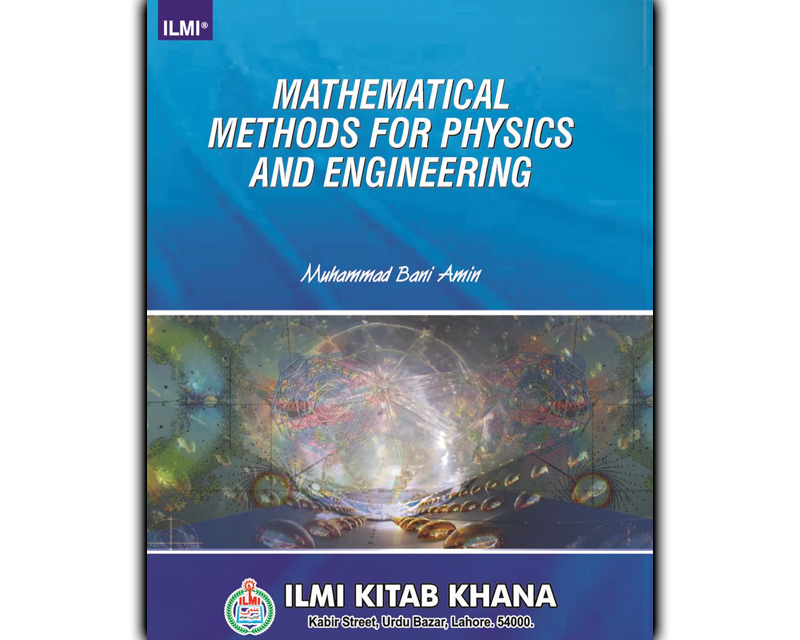 ILMI®
MATHEMATICAL
METHODS FOR PHYSICS
AND ENGINEERING
Muhammad Bani Amin
ILMI
ILMI KITAB KHANA
Kabir Street, Urdu Bazar, Lahore. 54000.